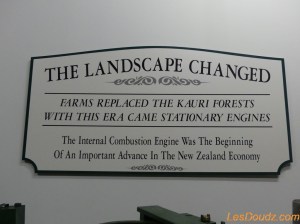 THE LANDSCAPE CHANGED
FARMS REPLACED THE KAURI FORESTS
WITH THIS ERA CAME STATIONARY ENGINES
The Internal Combustion Engine Was the Beginning
Of An Important Advance In The New Zealand Economy
LesDoudz.com